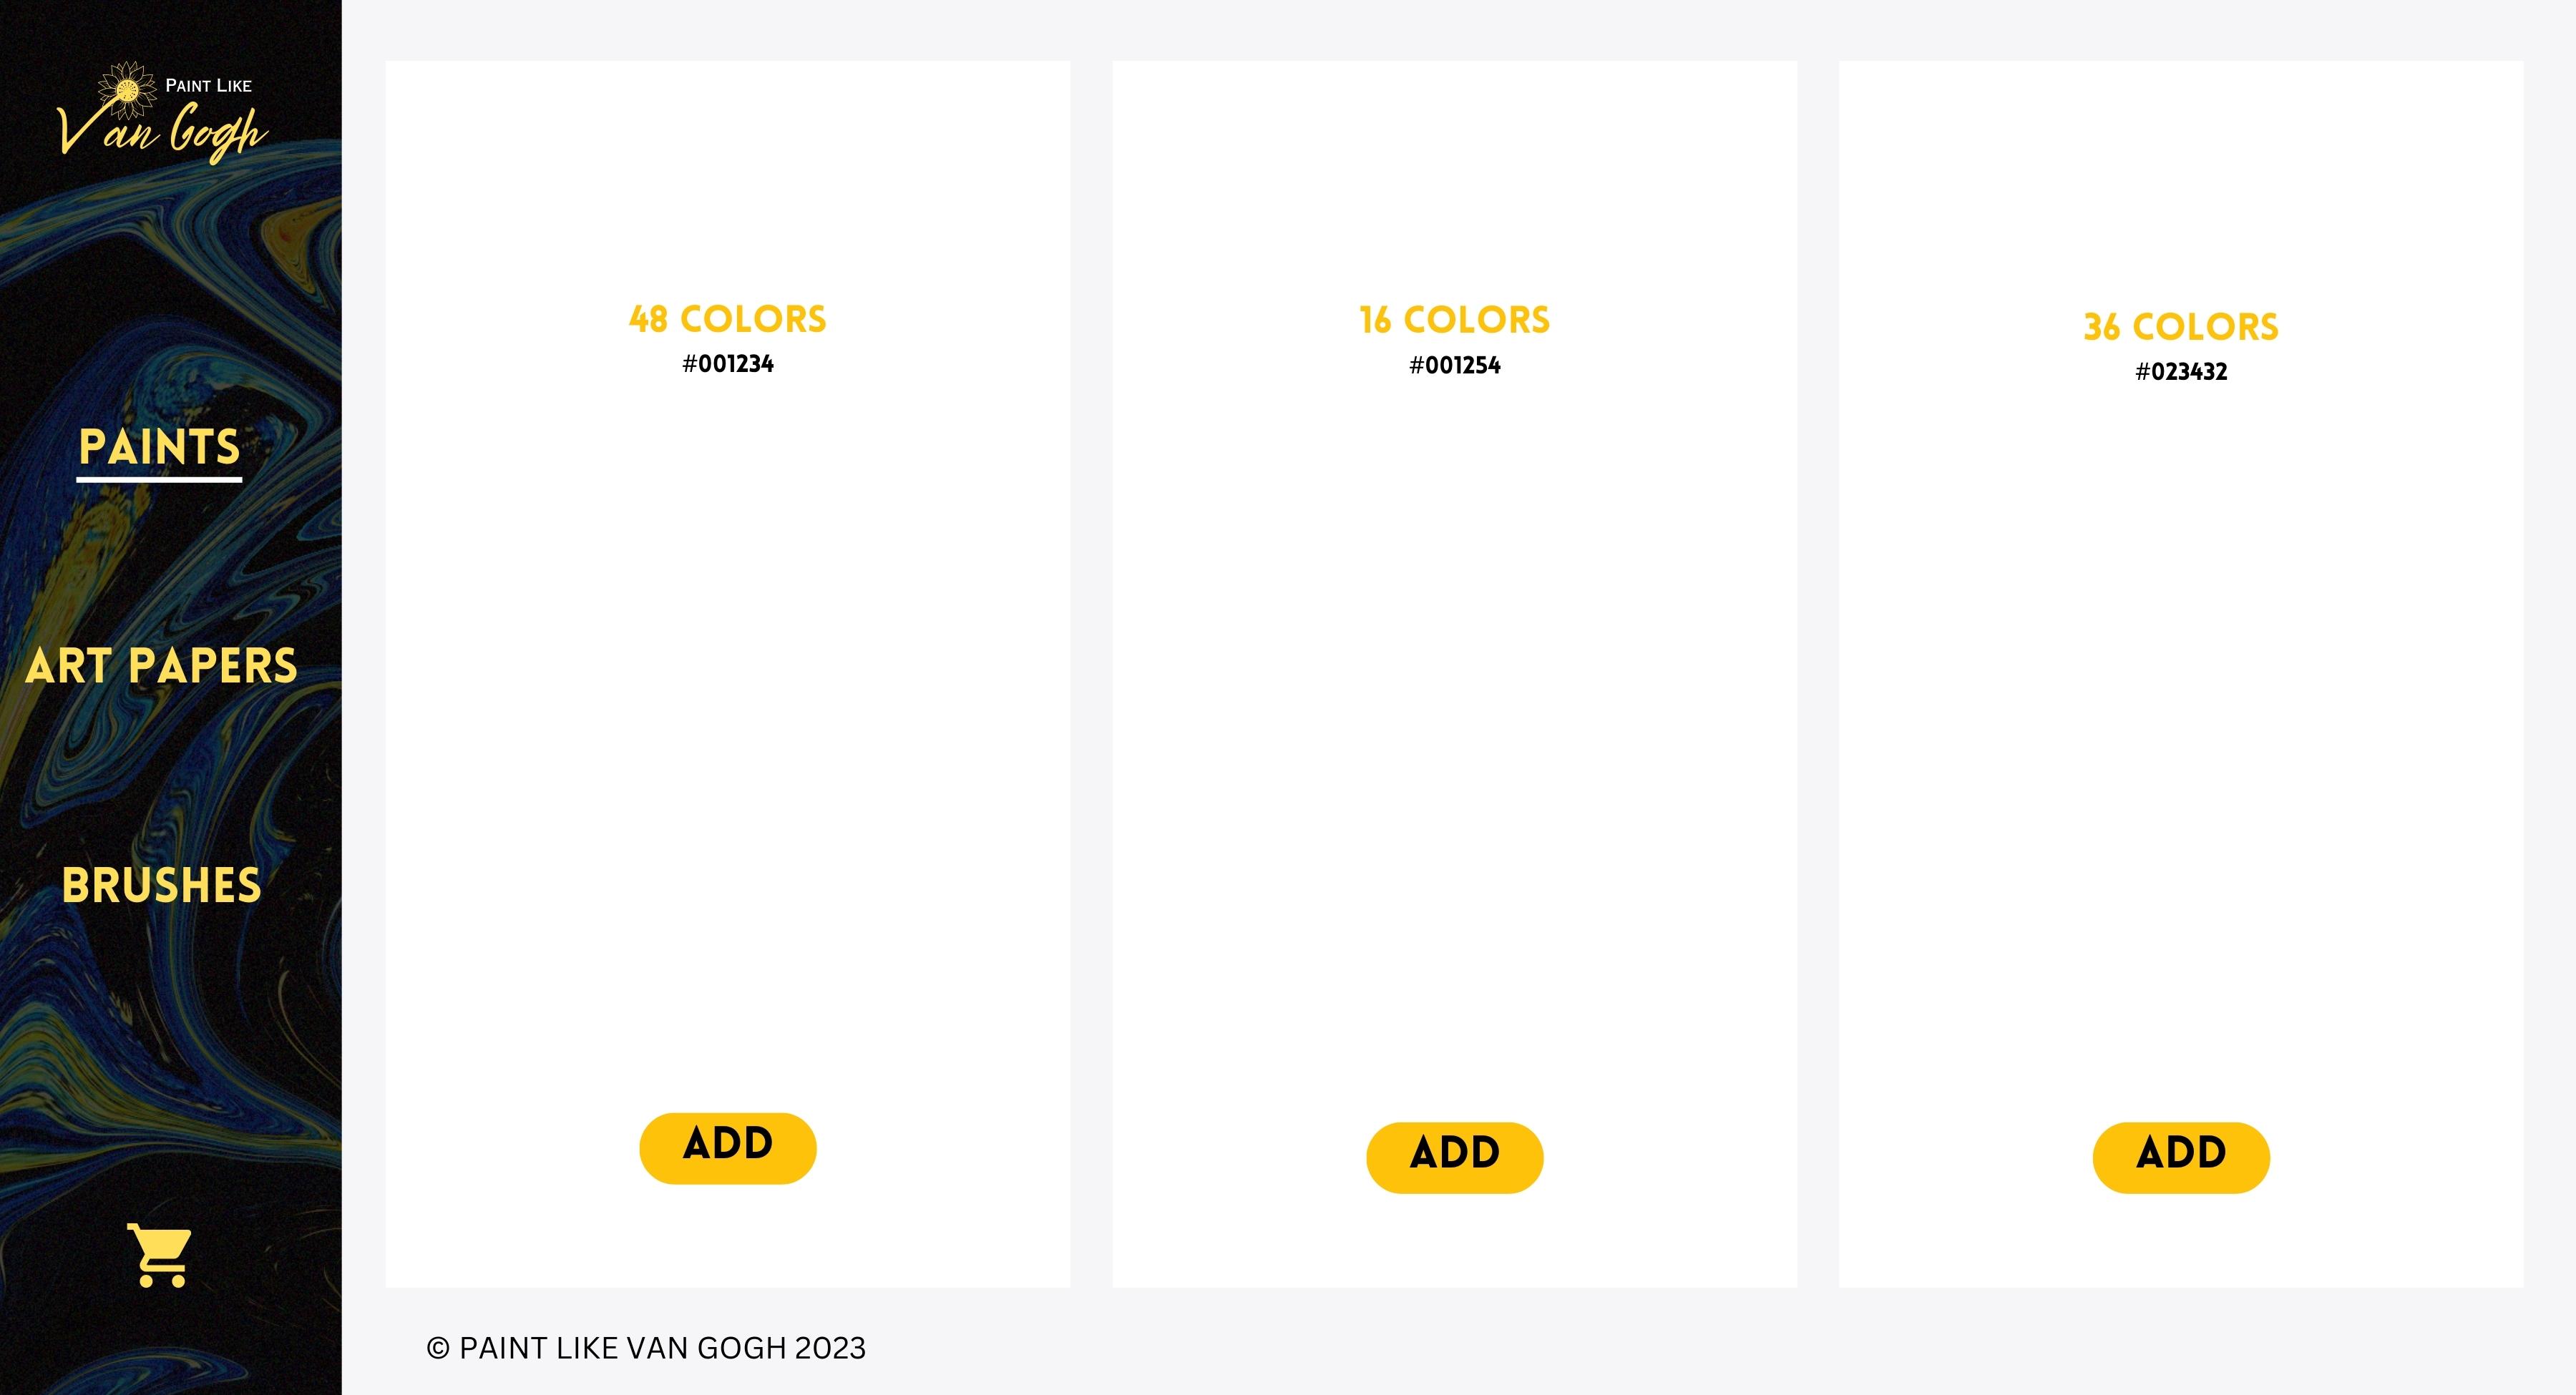 Paint Like
Van Gogh
PAINTS
ART PAPERS
BRUSHES
48 COLORS
#001234
ADD
16 COLORS
#001254
ADD
36 COLORS
#023432
ADD
© PAINT LIKE VAN GOGH 2023